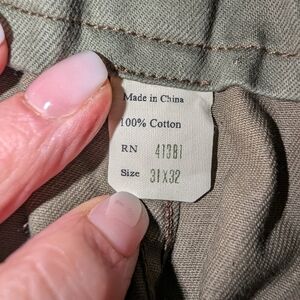 Made in China
100% Cotton
RN 41381
Size 31X32